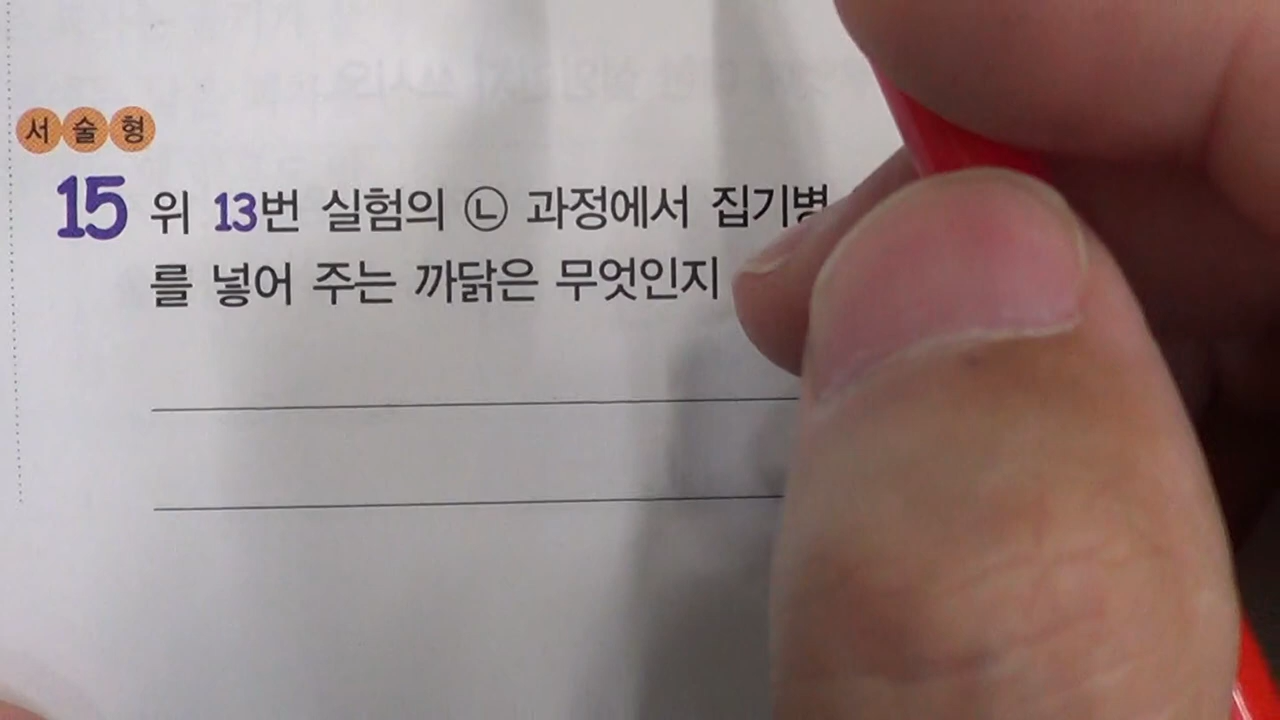 서술형
15 위 13번 실험의 ㉡ 과정에서 집기병
를 넣어 주는 까닭은 무엇인지